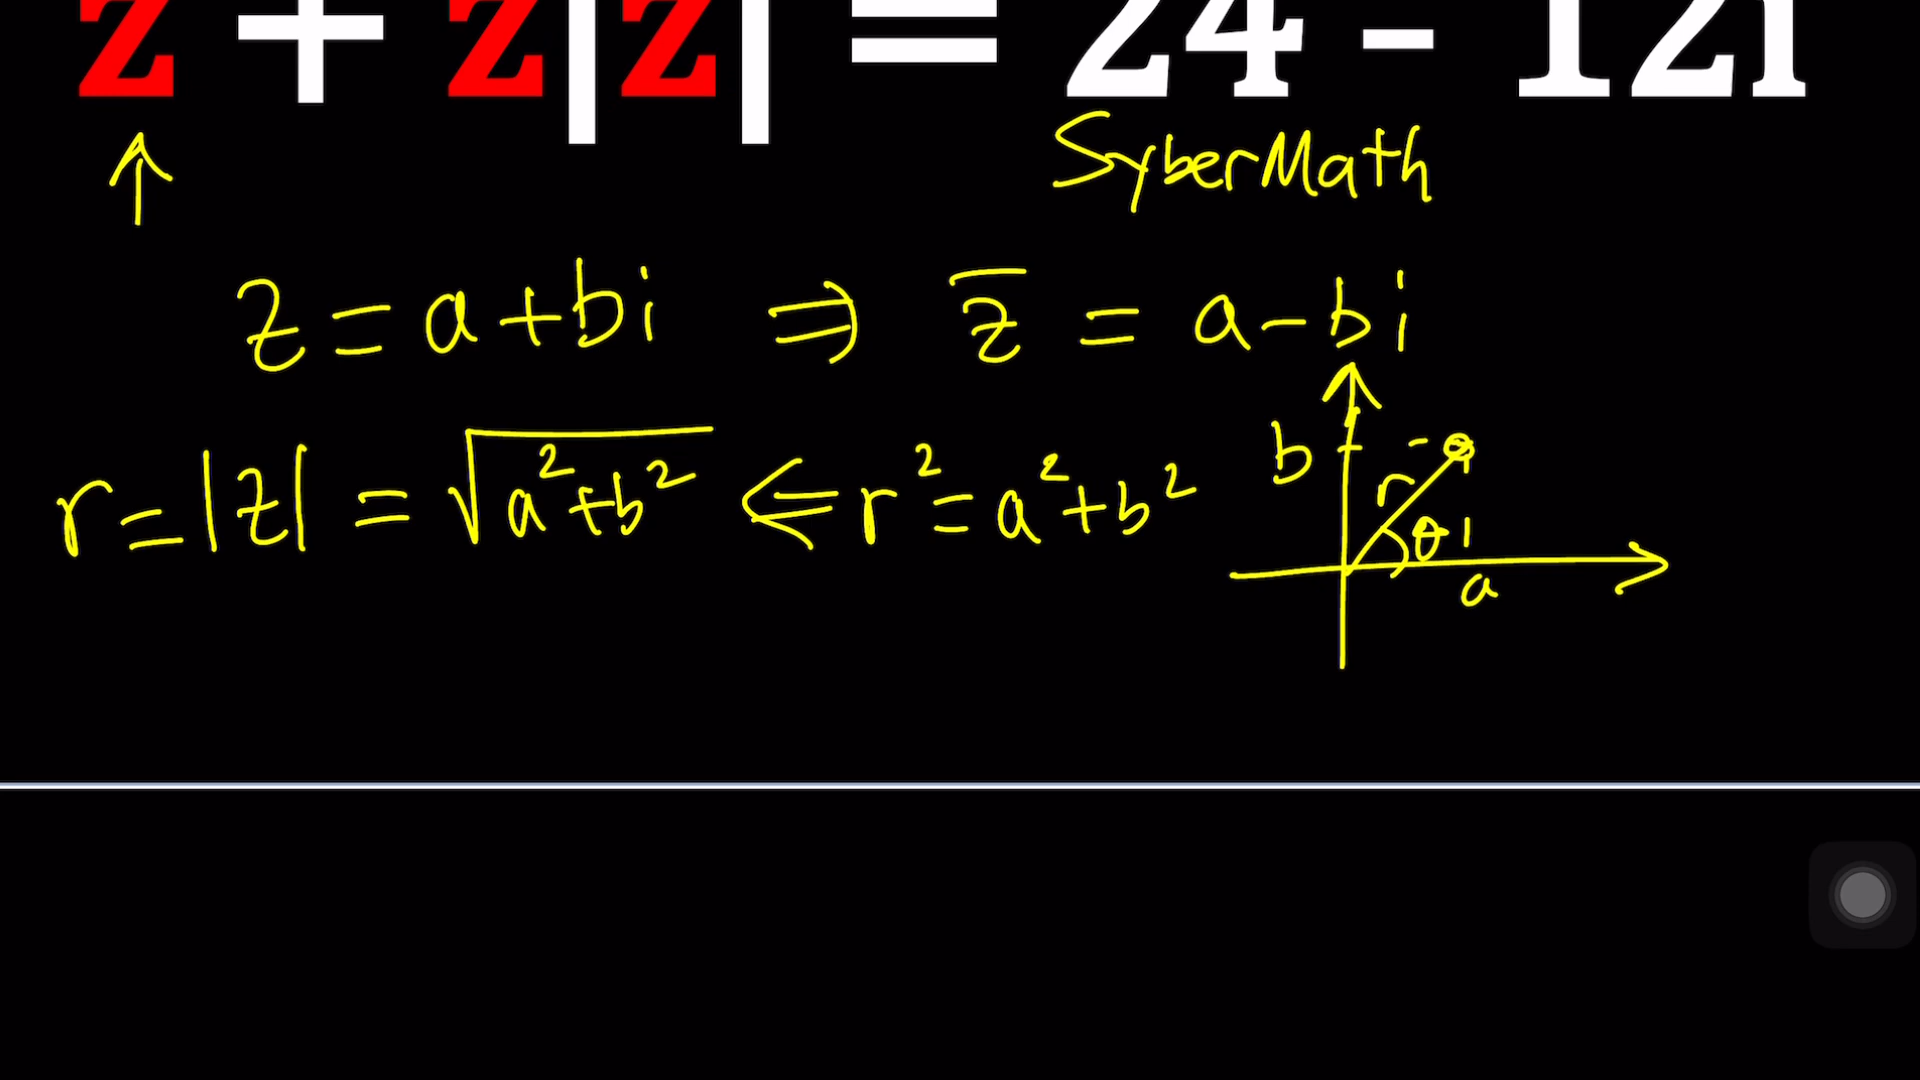 z + z|z| = 24 - 12i
SyberMath
z = a + bi ⇒ z̅ = a - bi
r = |z| = √(a²+b²) ⇐ r² = a² + b²
b
r
θ
a